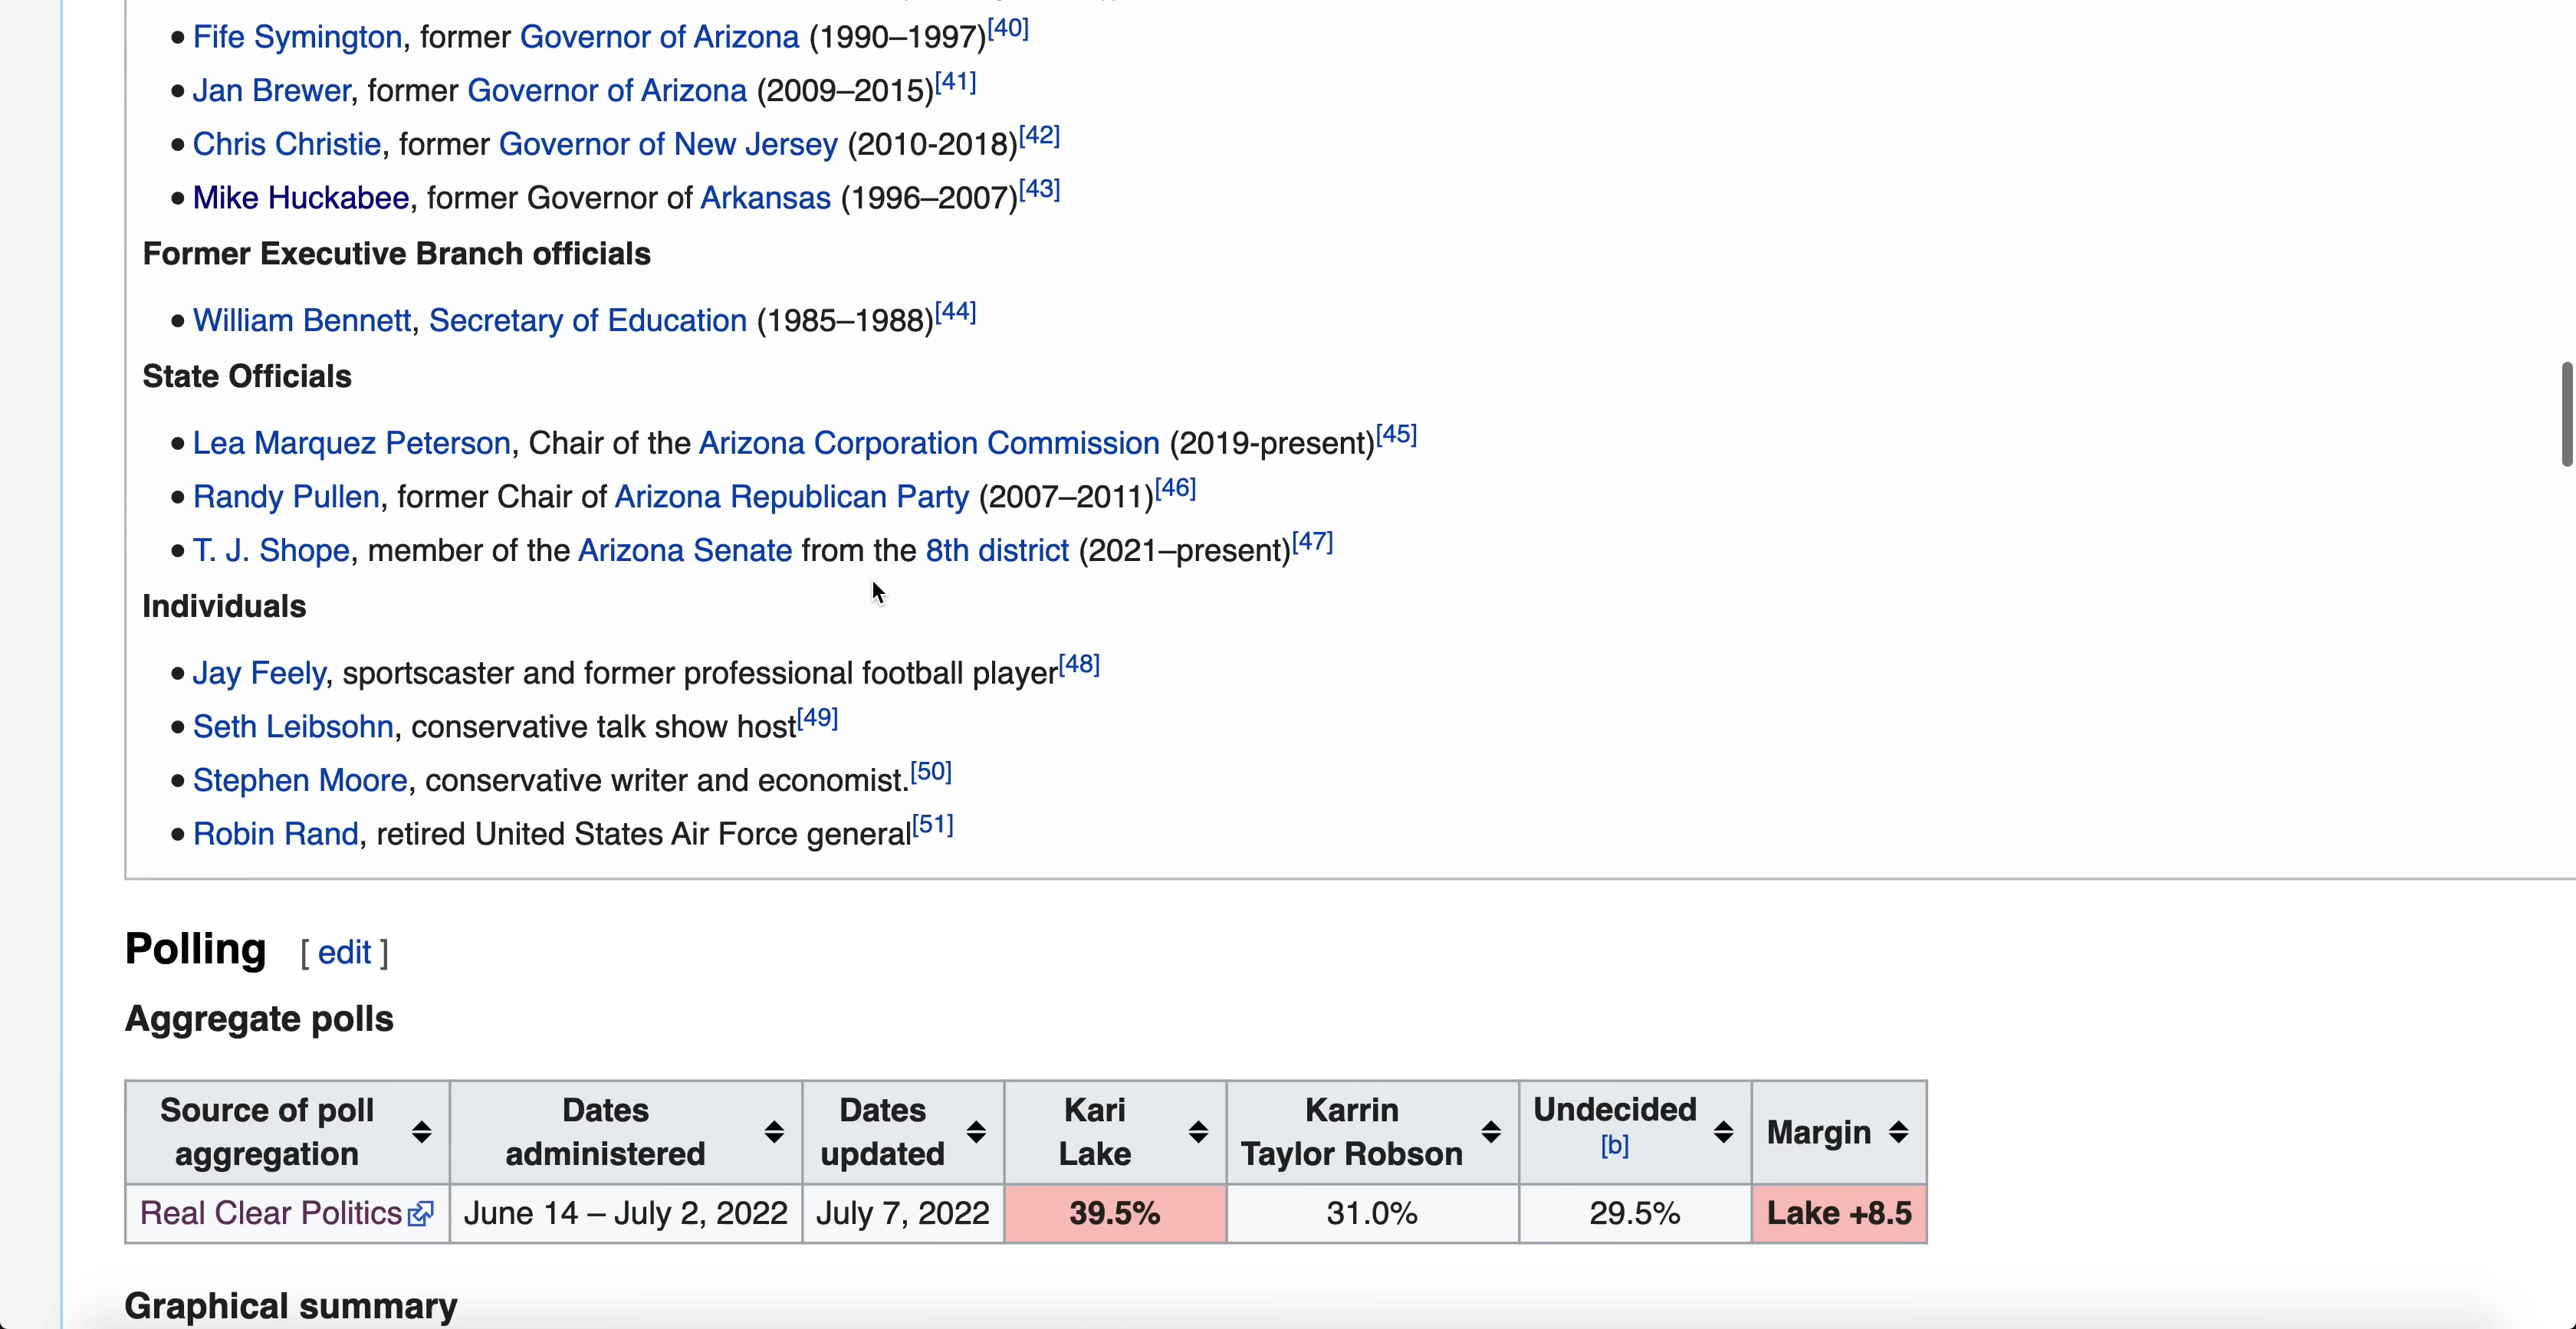 • Fife Symington, former Governor of Arizona (1990–1997)[40]
• Jan Brewer, former Governor of Arizona (2009–2015)[41]
• Chris Christie, former Governor of New Jersey (2010-2018)[42]
• Mike Huckabee, former Governor of Arkansas (1996–2007)[43]
Former Executive Branch officials
• William Bennett, Secretary of Education (1985–1988)[44]
State Officials
• Lea Marquez Peterson, Chair of the Arizona Corporation Commission (2019-present)[45]
• Randy Pullen, former Chair of Arizona Republican Party (2007–2011)[46]
• T. J. Shope, member of the Arizona Senate from the 8th district (2021–present)[47]
Individuals
• Jay Feely, sportscaster and former professional football player[48]
• Seth Leibsohn, conservative talk show host[49]
• Stephen Moore, conservative writer and economist.[50]
• Robin Rand, retired United States Air Force general[51]
Polling [ edit ]
Aggregate polls
Source of poll aggregation Dates administered Dates updated Kari Lake Karrin Taylor Robson Undecided [b] Margin
Real Clear Politics June 14 – July 2, 2022 July 7, 2022 39.5% 31.0% 29.5% Lake +8.5
Graphical summary